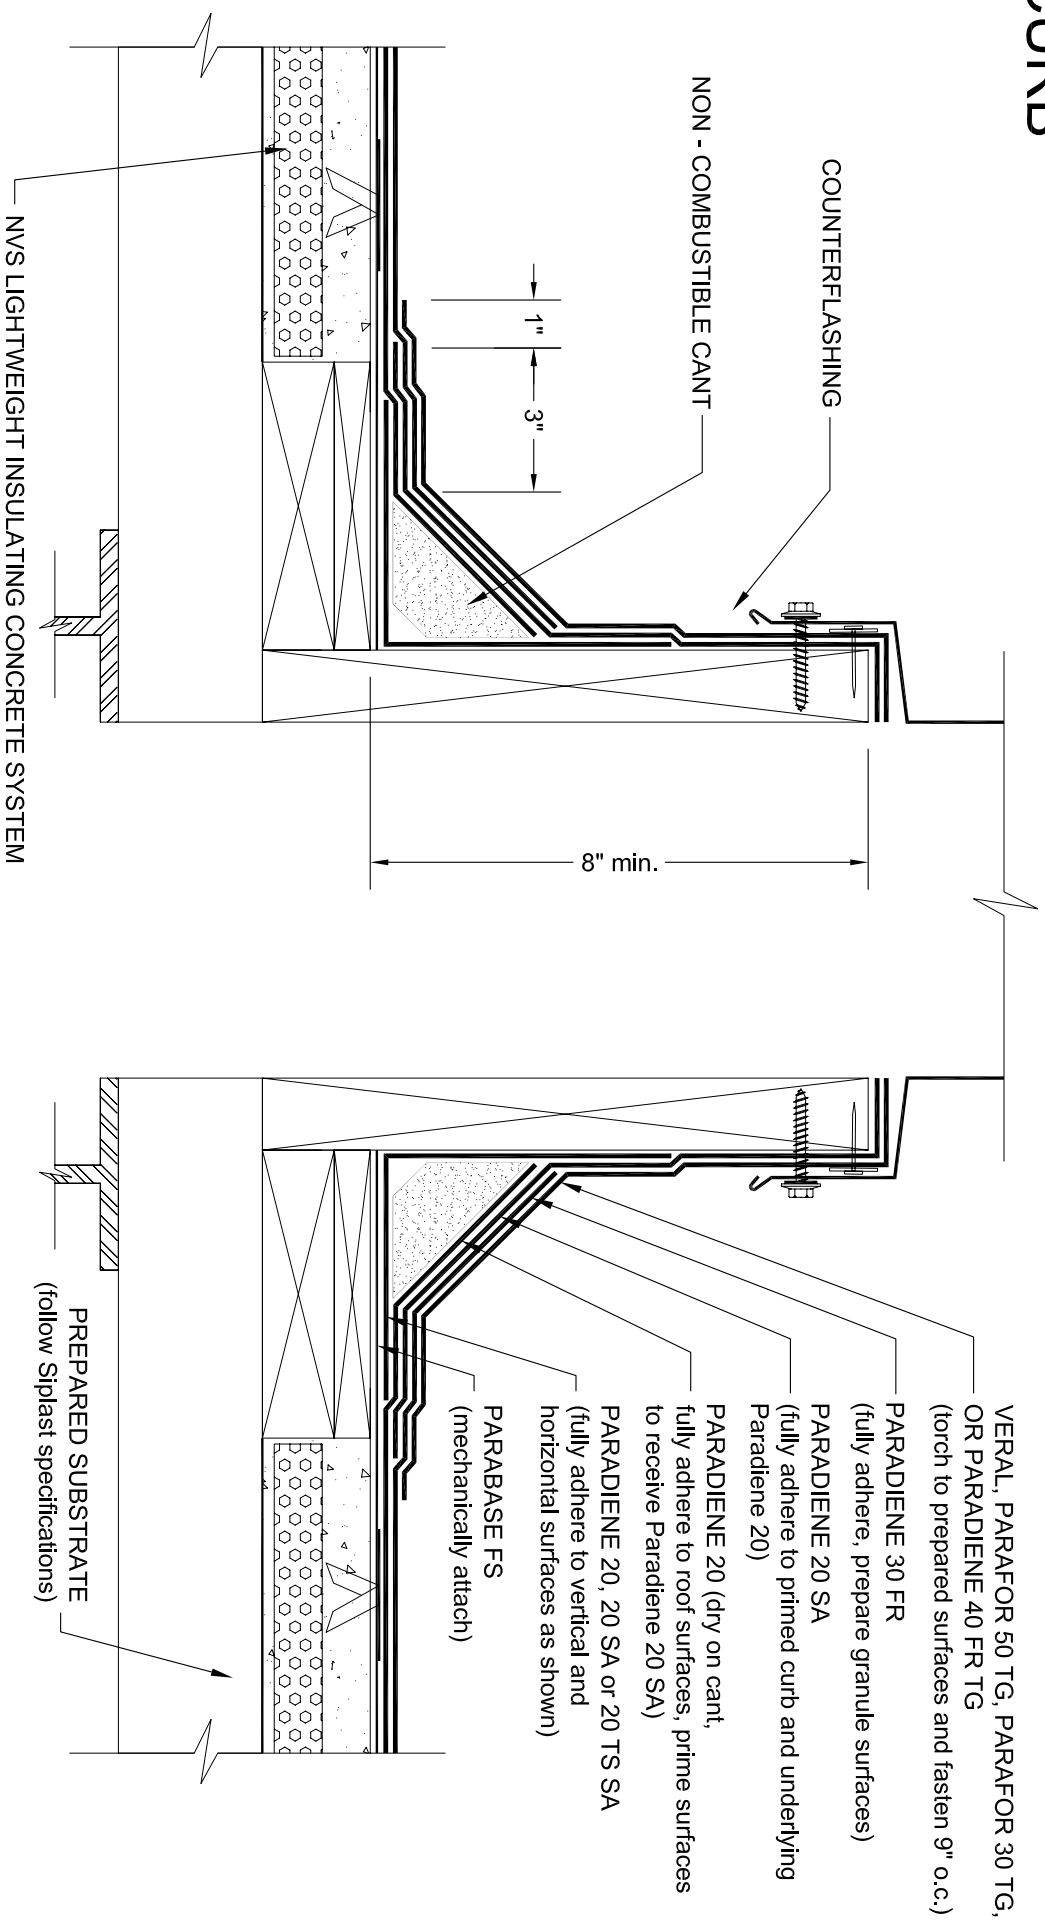 CURB
COUNTERFLASHING
NON - COMBUSTIBLE CANT
1"
3"
8" min.
NVS LIGHTWEIGHT INSULATING CONCRETE SYSTEM
VERAL, PARAFOR 50 TG, PARAFOR 30 TG,
OR PARADIENE 40 FR TG
(torch to prepared surfaces and fasten 9" o.c.)
PARADIENE 30 FR
(fully adhere, prepare granule surfaces)
PARADIENE 20 SA
(fully adhere to primed curb and underlying
Paradiene 20)
PARADIENE 20 (dry on cant,
fully adhere to roof surfaces, prime surfaces
to receive Paradiene 20 SA)
PARADIENE 20, 20 SA or 20 TS SA
(fully adhere to vertical and
horizontal surfaces as shown)
PARABASE FS
(mechanically attach)
PREPARED SUBSTRATE
(follow Siplast specifications)